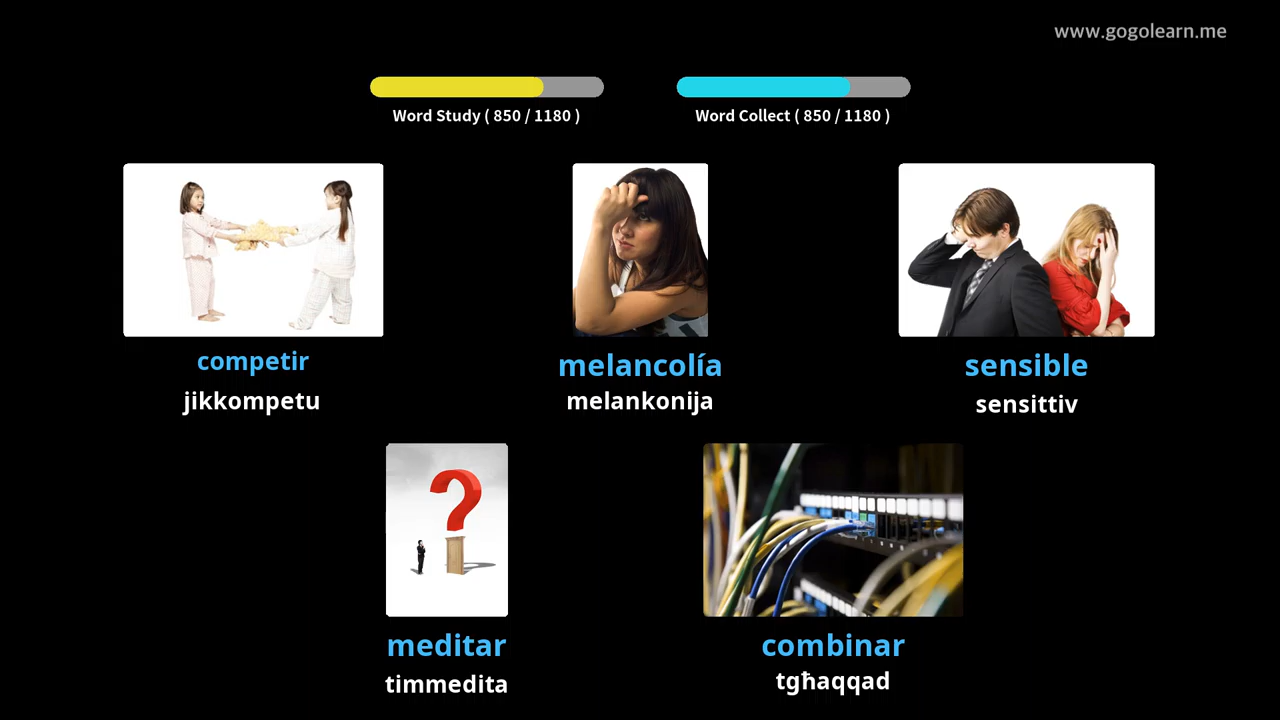 www.gogolearn.me
Word Study ( 850 / 1180 )
Word Collect ( 850 / 1180 )
competir
jikkompetu
melancolía
melankonija
sensible
sensittiv
meditar
timmedita
combinar
tgħaqqad